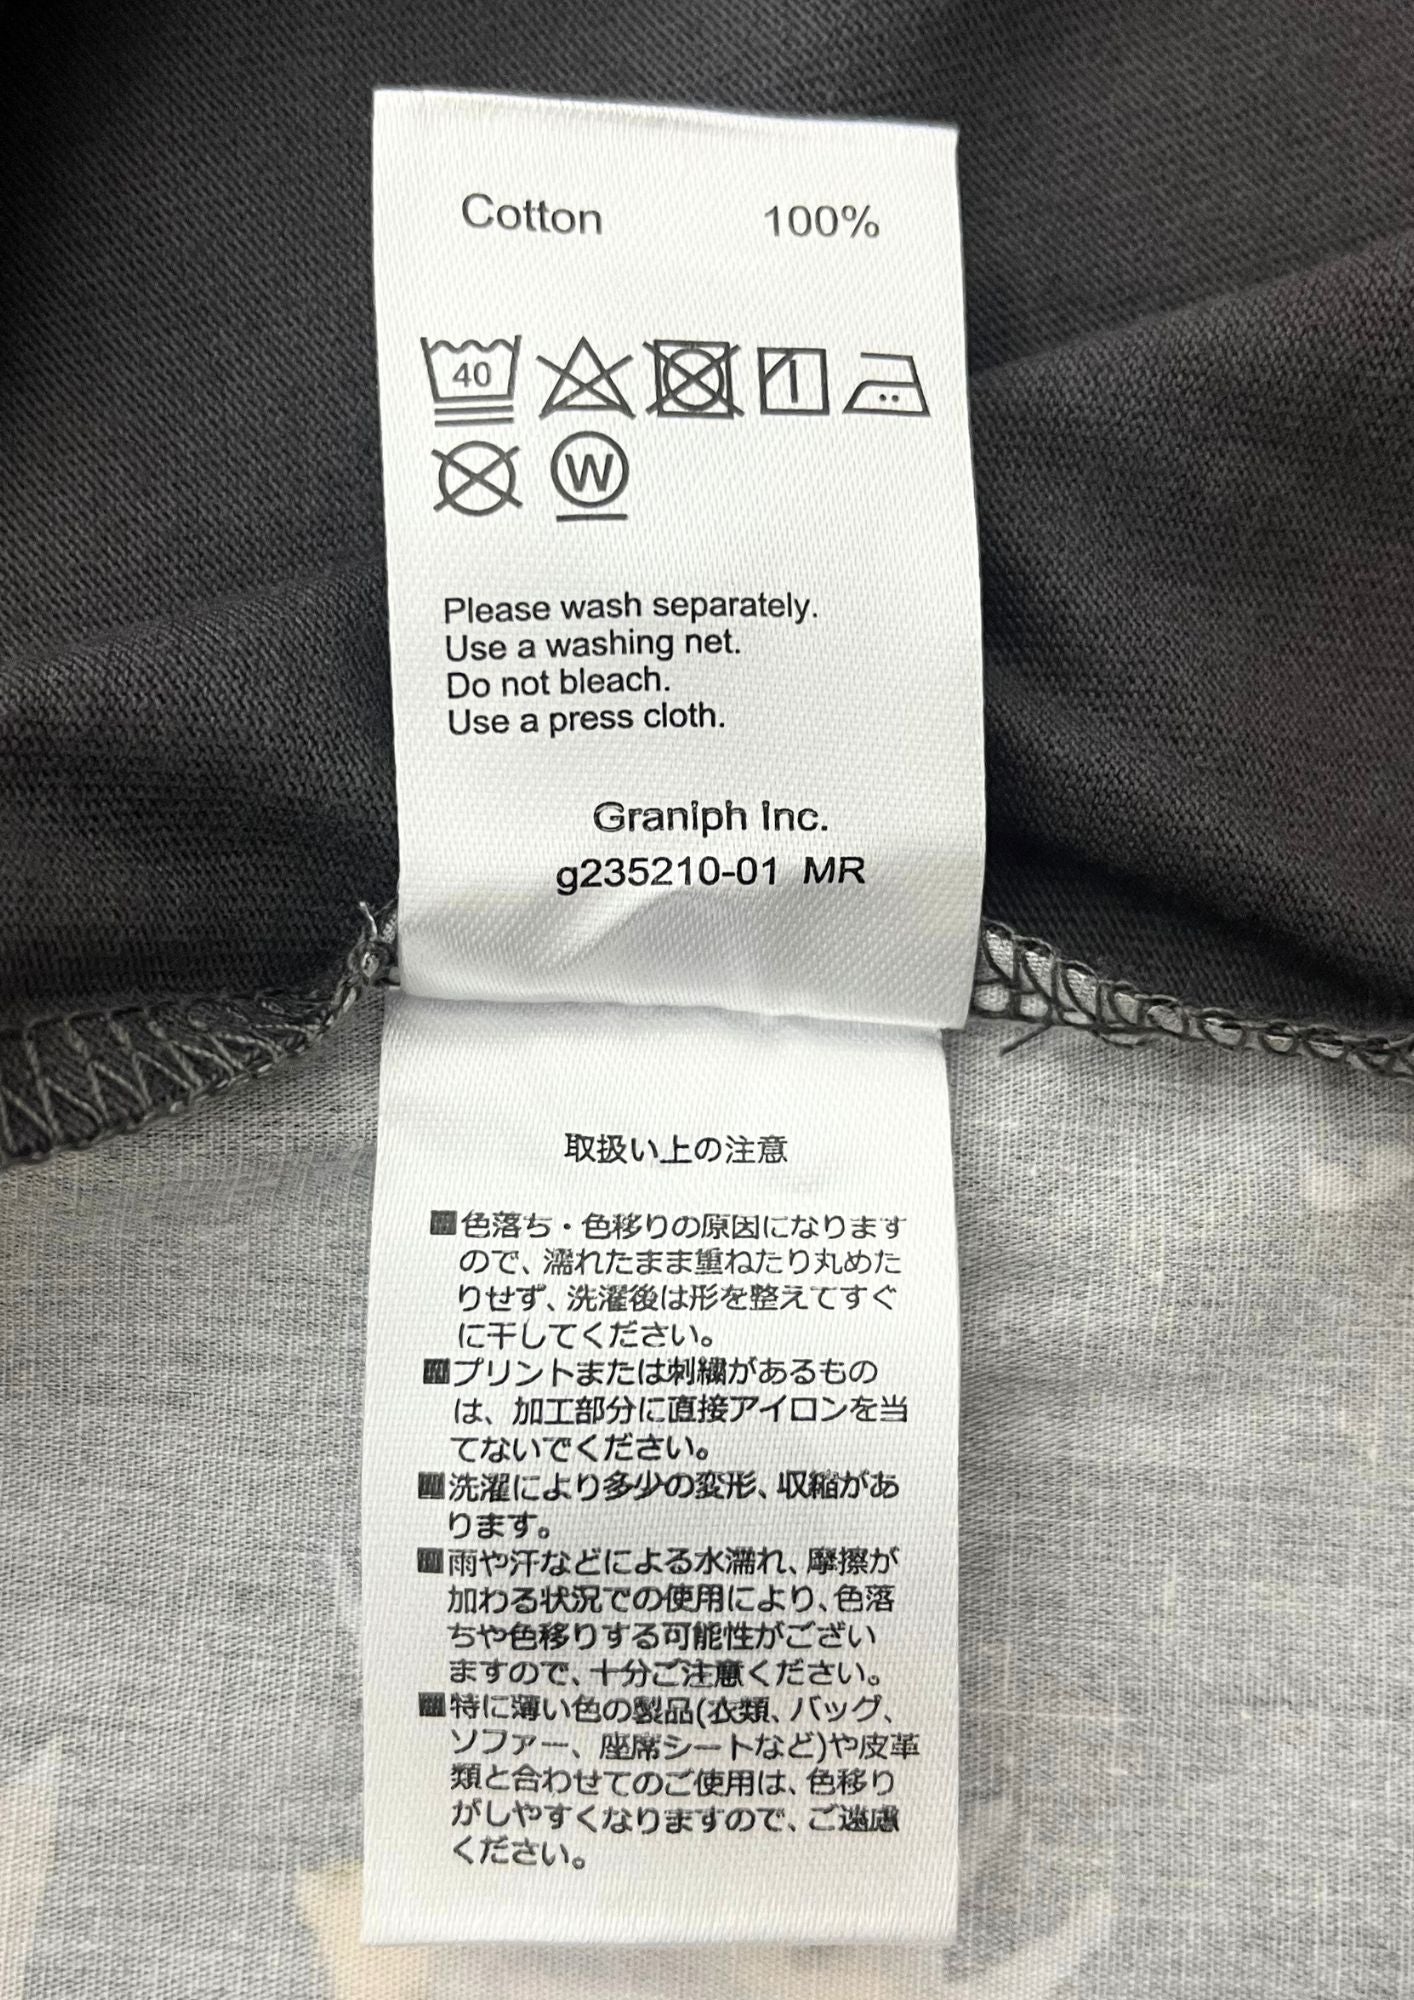 Cotton 100%
40
W
Please wash separately.
Use a washing net.
Do not bleach.
Use a press cloth.
Graniph Inc.
g235210-01 MR
取扱い上の注意
■色落ち・色移りの原因になります
ので、濡れたまま重ねたり丸めた
りせず、洗濯後は形を整えてすぐ
に干してください。
■プリントまたは刺繍があるもの
は、加工部分に直接アイロンを当
てないでください。
■洗濯により多少の変形、収縮があ
ります。
■雨や汗などによる水濡れ、摩擦が
加わる状況での使用により、色落
ちや色移りする可能性がござい
ますので、十分ご注意ください。
■特に薄い色の製品(衣類、バッグ、
ソファー、座席シートなど)や皮革
類と合わせてのご使用は、色移り
がしやすくなりますので、ご遠慮
ください。